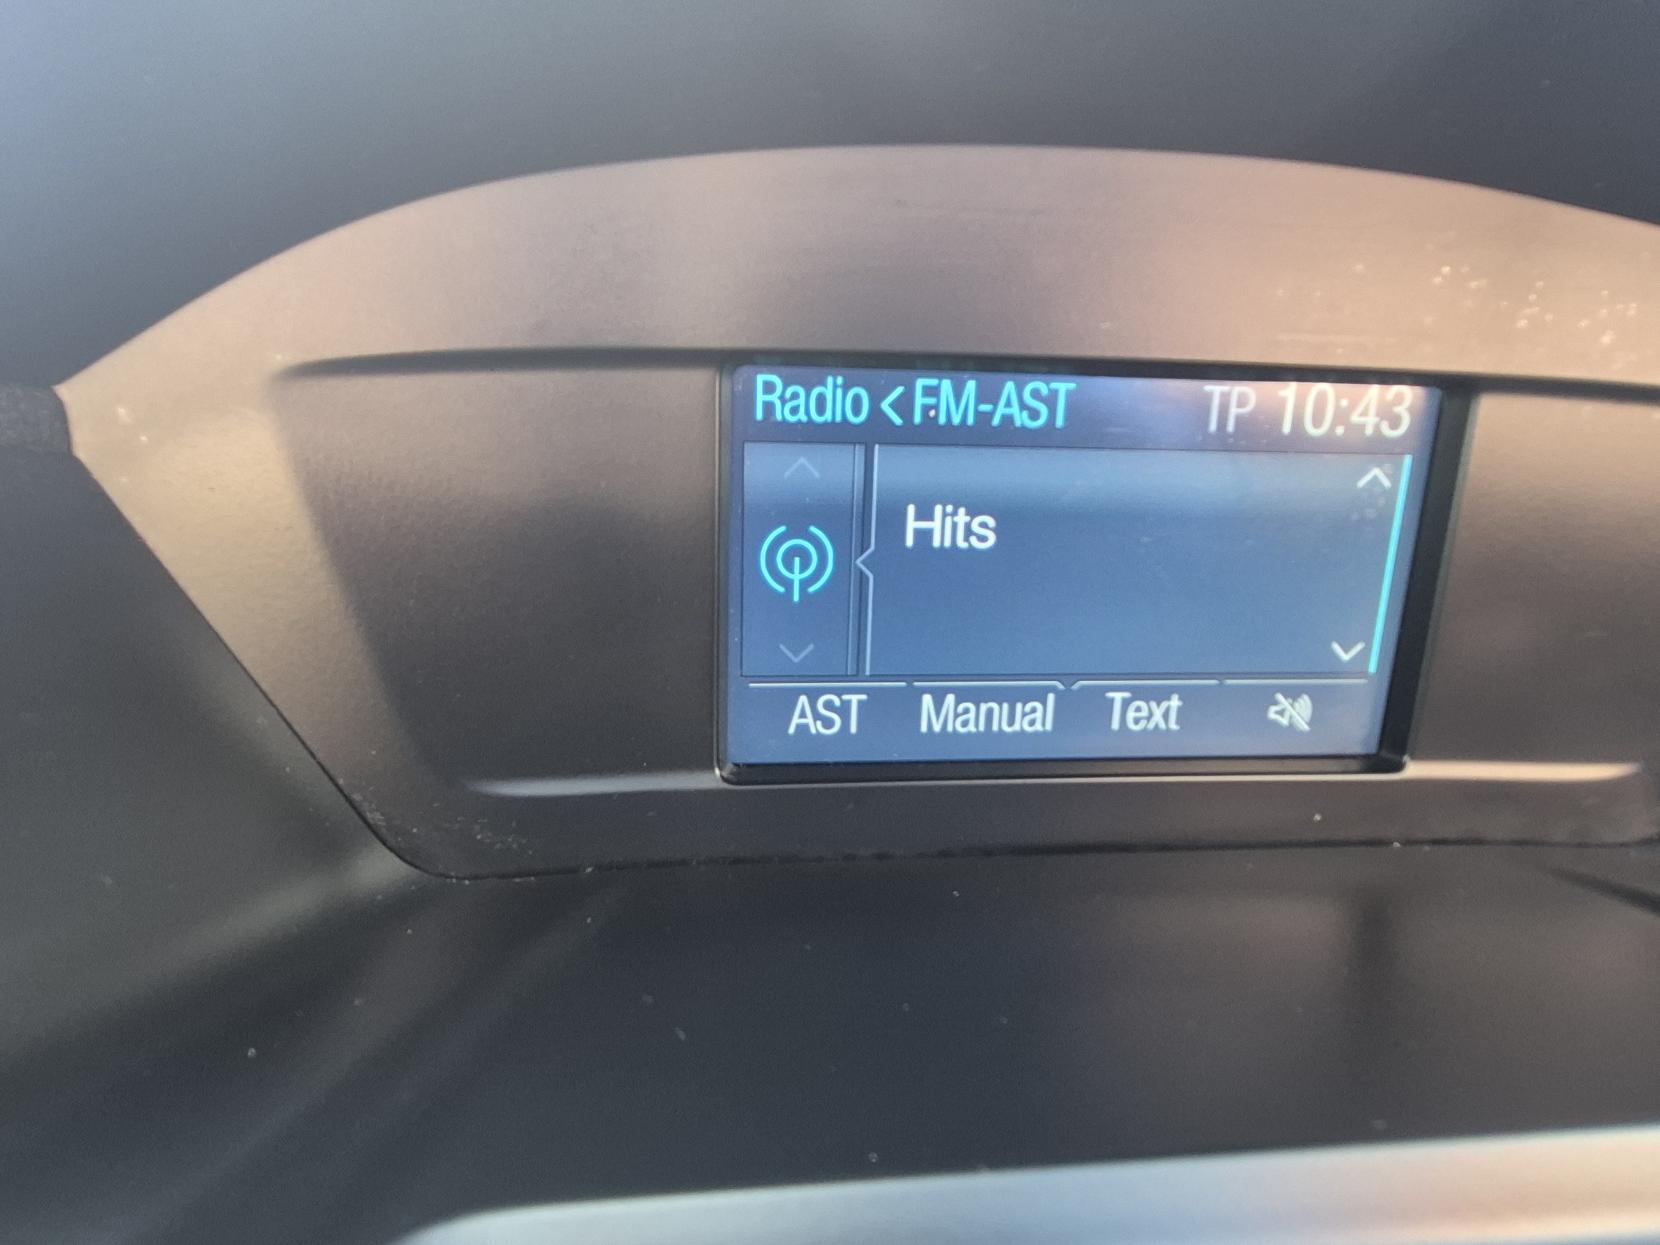 Radio < FM-AST TP 10:43
Hits
AST Manual Text